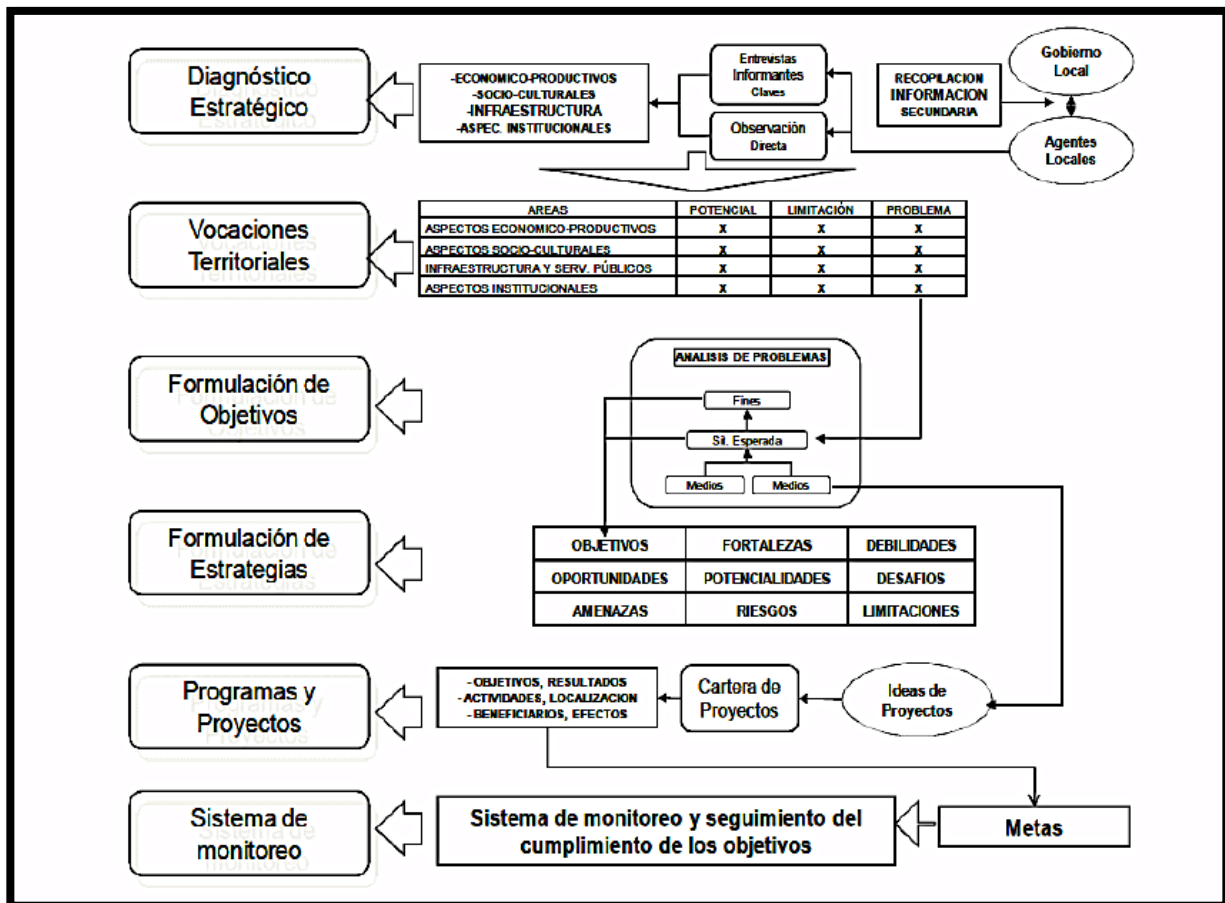 Diagnóstico
Estratégico
-ECONOMICO-PRODUCTIVOS
-SOCIO-CULTURALES
-INFRAESTRUCTURA
-ASPEC. INSTITUCIONALES
Entrevistas
Informantes
Claves
Observación
Directa
RECOPILACION
INFORMACION
SECUNDARIA
Gobierno
Local
Agentes
Locales
Vocaciones
Territoriales
AREAS POTENCIAL LIMITACIÓN PROBLEMA
ASPECTOS ECONOMICO-PRODUCTIVOS X X X
ASPECTOS SOCIO-CULTURALES X X X
INFRAESTRUCTURA Y SERV. PÚBLICOS X X X
ASPECTOS INSTITUCIONALES X X X
Formulación de
Objetivos
ANALISIS DE PROBLEMAS
Fines
Sit. Esperada
Medios Medios
Formulación de
Estrategias
OBJETIVOS FORTALEZAS DEBILIDADES
OPORTUNIDADES POTENCIALIDADES DESAFIOS
AMENAZAS RIESGOS LIMITACIONES
Programas y
Proyectos
- OBJETIVOS, RESULTADOS
- ACTIVIDADES, LOCALIZACION
- BENEFICIARIOS, EFECTOS
Cartera de
Proyectos
Ideas de
Proyectos
Sistema de
monitoreo
Sistema de monitoreo y seguimiento del
cumplimiento de los objetivos
Metas